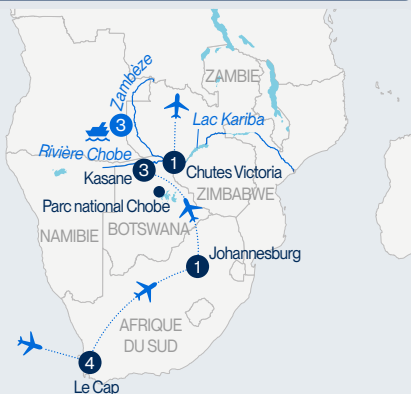 Zambèze
ZAMBIE
3
Lac Kariba
Rivière Chobe
3
1
Chutes Victoria
Kasane
ZIMBABWE
Parc national Chobe
NAMIBIE
BOTSWANA
Johannesburg
1
AFRIQUE
DU SUD
4
Le Cap